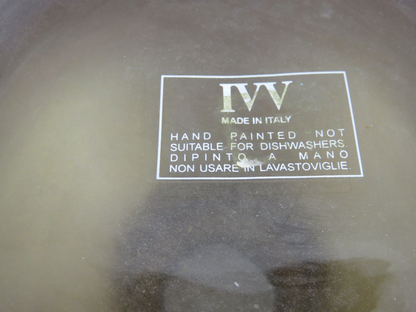 IVV
MADE IN ITALY
HAND PAINTED NOT
SUITABLE FOR DISHWASHERS
DIPINTO A MANO
NON USARE IN LAVASTOVIGLIE.